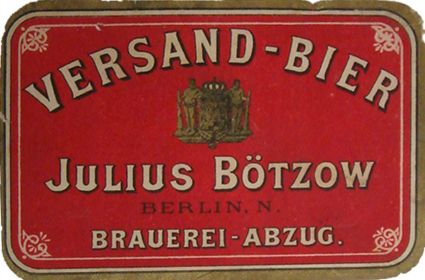 VERSAND-BIER
JULIUS BÖTZOW
BERLIN, N.
BRAUEREI-ABZUG.